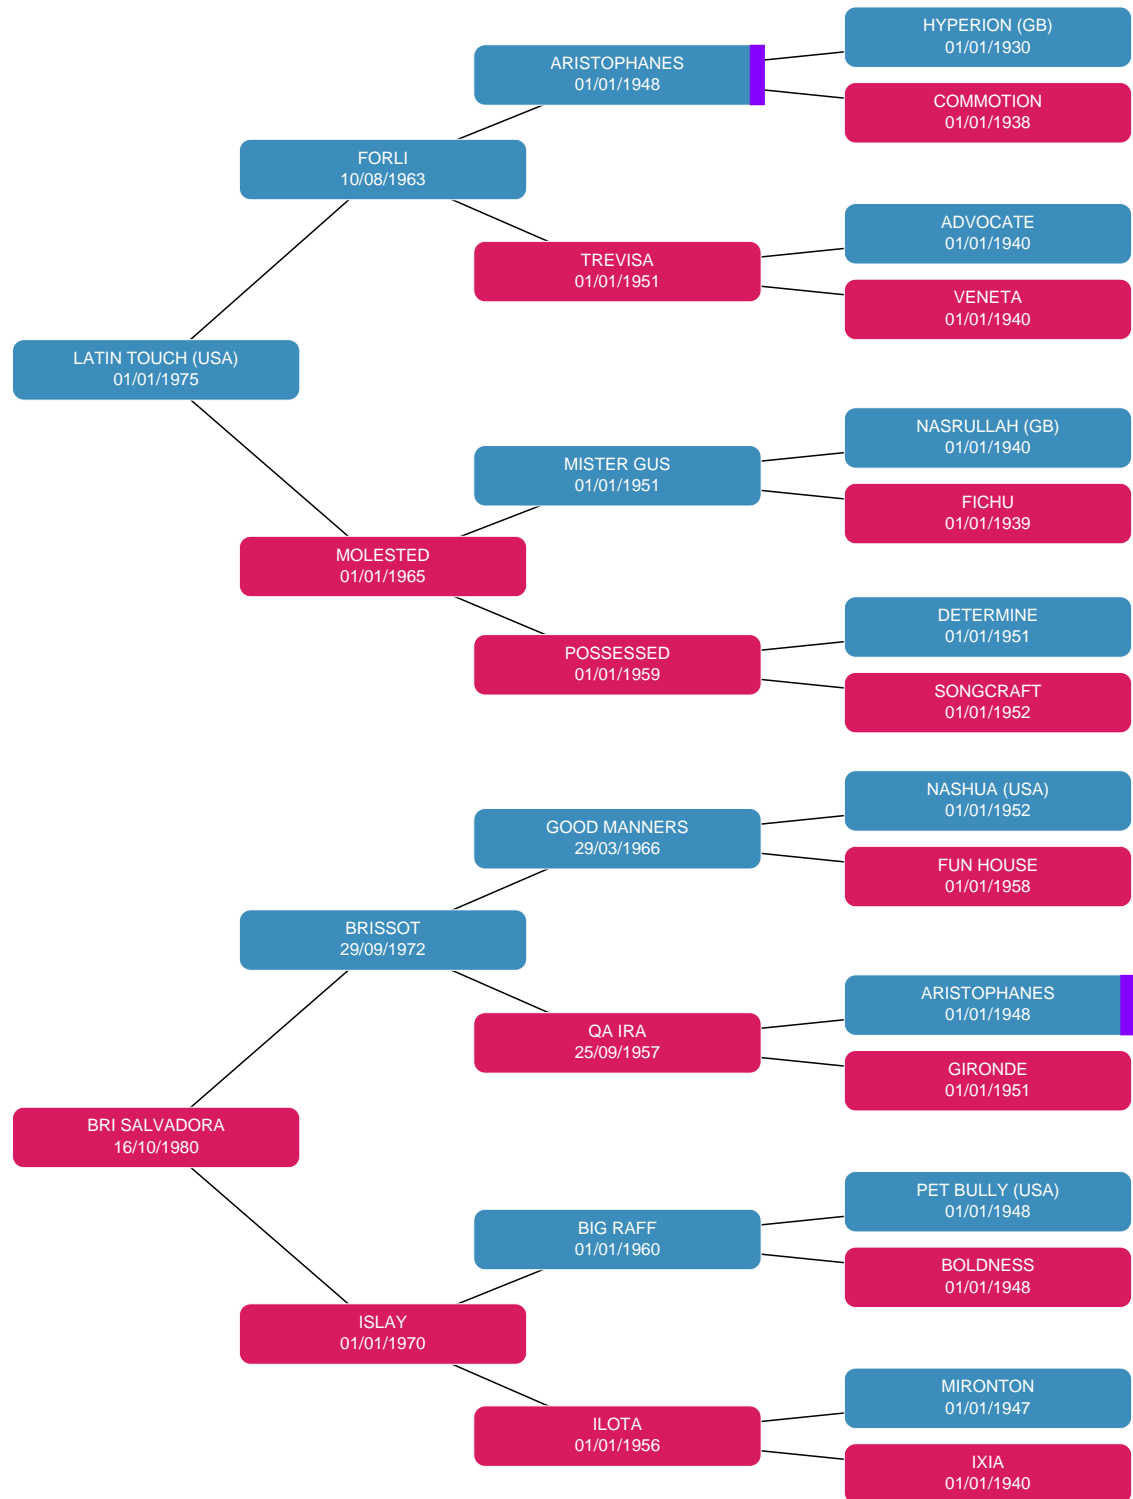 HYPERION (GB)
01/01/1930
ARISTOPHANES
01/01/1948
COMMOTION
01/01/1938
FORLI
10/08/1963
ADVOCATE
01/01/1940
TREVISA
01/01/1951
VENETA
01/01/1940
LATIN TOUCH (USA)
01/01/1975
NASRULLAH (GB)
01/01/1940
MISTER GUS
01/01/1951
FICHU
01/01/1939
MOLESTED
01/01/1965
DETERMINE
01/01/1951
POSSESSED
01/01/1959
SONGCRAFT
01/01/1952
NASHUA (USA)
01/01/1952
GOOD MANNERS
29/03/1966
FUN HOUSE
01/01/1958
BRISSOT
29/09/1972
ARISTOPHANES
01/01/1948
QA IRA
25/09/1957
GIRONDE
01/01/1951
BRI SALVADORA
16/10/1980
PET BULLY (USA)
01/01/1948
BIG RAFF
01/01/1960
BOLDNESS
01/01/1948
ISLAY
01/01/1970
MIRONTON
01/01/1947
ILOTA
01/01/1956
IXIA
01/01/1940